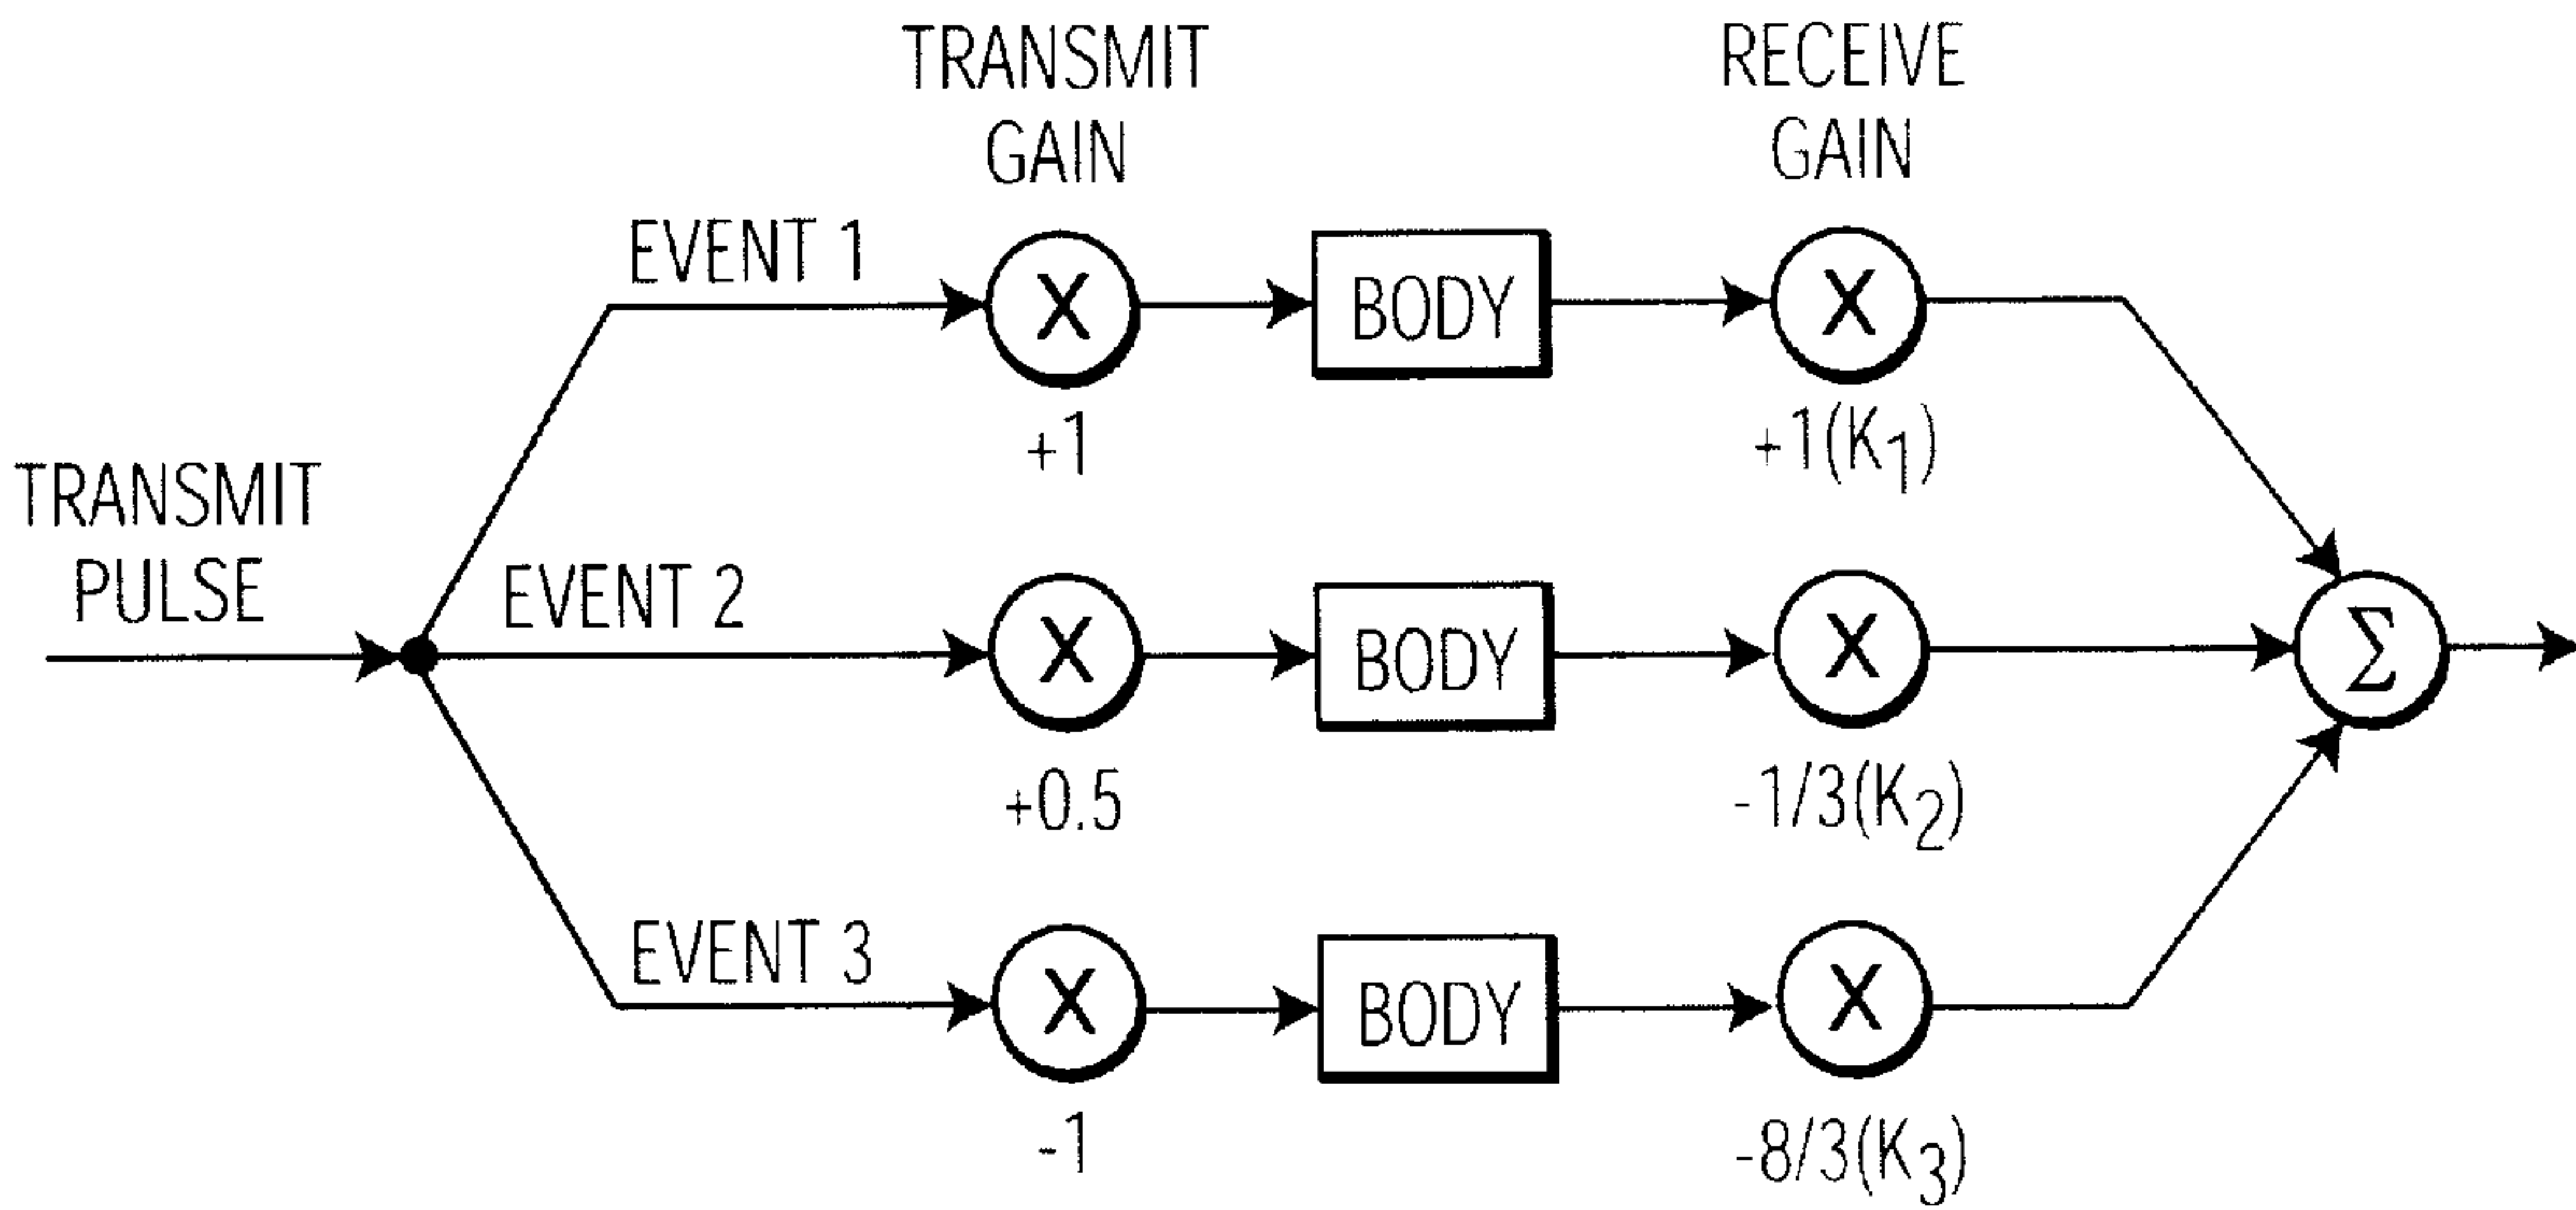 TRANSMIT
GAIN
RECEIVE
GAIN
EVENT 1
X
BODY
X
+1
+1(K1)
TRANSMIT
PULSE
EVENT 2
X
BODY
X
Σ
+0.5
-1/3(K2)
EVENT 3
X
BODY
X
-1
-8/3(K3)